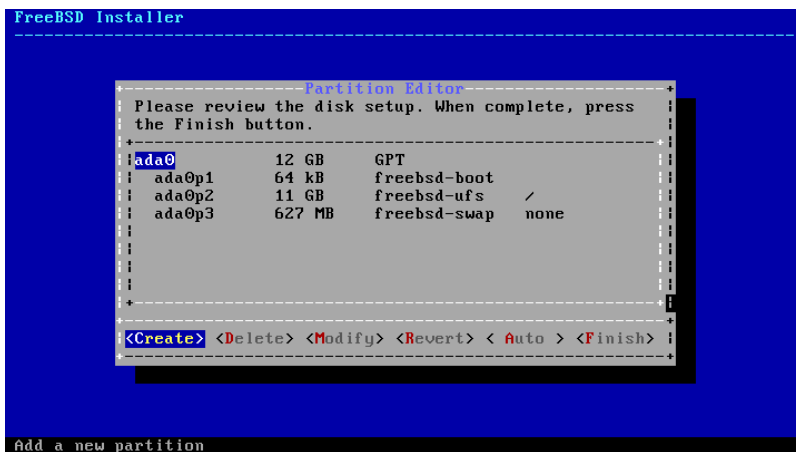 FreeBSD Installer
Partition Editor
Please review the disk setup. When complete, press
the Finish button.
ada0 12 GB GPT
ada0p1 64 kB freebsd-boot
ada0p2 11 GB freebsd-ufs /
ada0p3 627 MB freebsd-swap none
<Create> <Delete> <Modify> <Revert> < Auto > <Finish>
Add a new partition